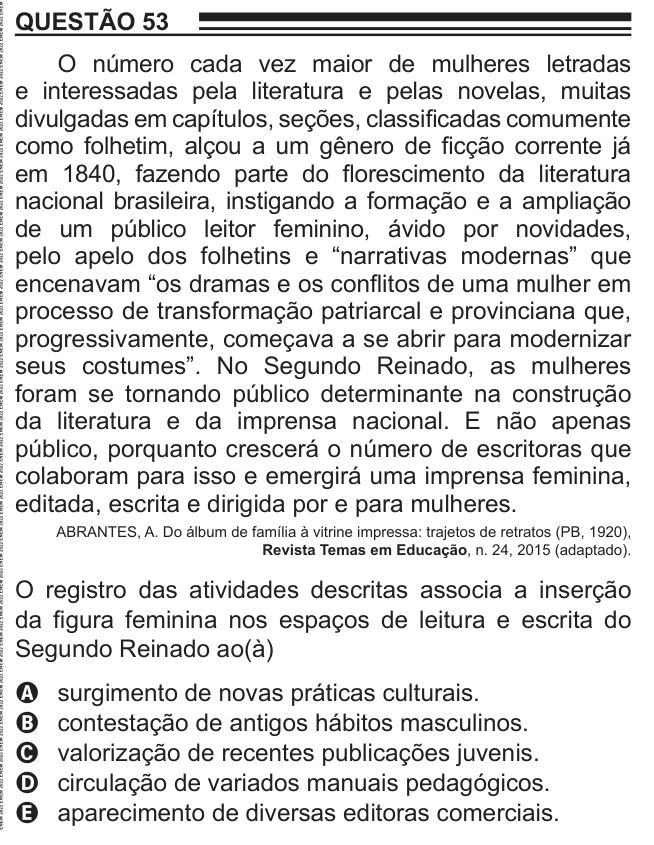 QUESTÃO 53
O número cada vez maior de mulheres letradas
e interessadas pela literatura e pelas novelas, muitas
divulgadas em capítulos, seções, classificadas comumente
como folhetim, alçou a um gênero de ficção corrente já
em 1840, fazendo parte do florescimento da literatura
nacional brasileira, instigando a formação e a ampliação
de um público leitor feminino, ávido por novidades,
pelo apelo dos folhetins e “narrativas modernas” que
encenavam “os dramas e os conflitos de uma mulher em
processo de transformação patriarcal e provinciana que,
progressivamente, começava a se abrir para modernizar
seus costumes”. No Segundo Reinado, as mulheres
foram se tornando público determinante na construção
da literatura e da imprensa nacional. E não apenas
público, porquanto crescerá o número de escritoras que
colaboram para isso e emergirá uma imprensa feminina,
editada, escrita e dirigida por e para mulheres.
ABRANTES, A. Do álbum de família à vitrine impressa: trajetos de retratos (PB, 1920),
Revista Temas em Educação, n. 24, 2015 (adaptado).
O registro das atividades descritas associa a inserção
da figura feminina nos espaços de leitura e escrita do
Segundo Reinado ao(à)
A surgimento de novas práticas culturais.
B contestação de antigos hábitos masculinos.
C valorização de recentes publicações juvenis.
D circulação de variados manuais pedagógicos.
E aparecimento de diversas editoras comerciais.